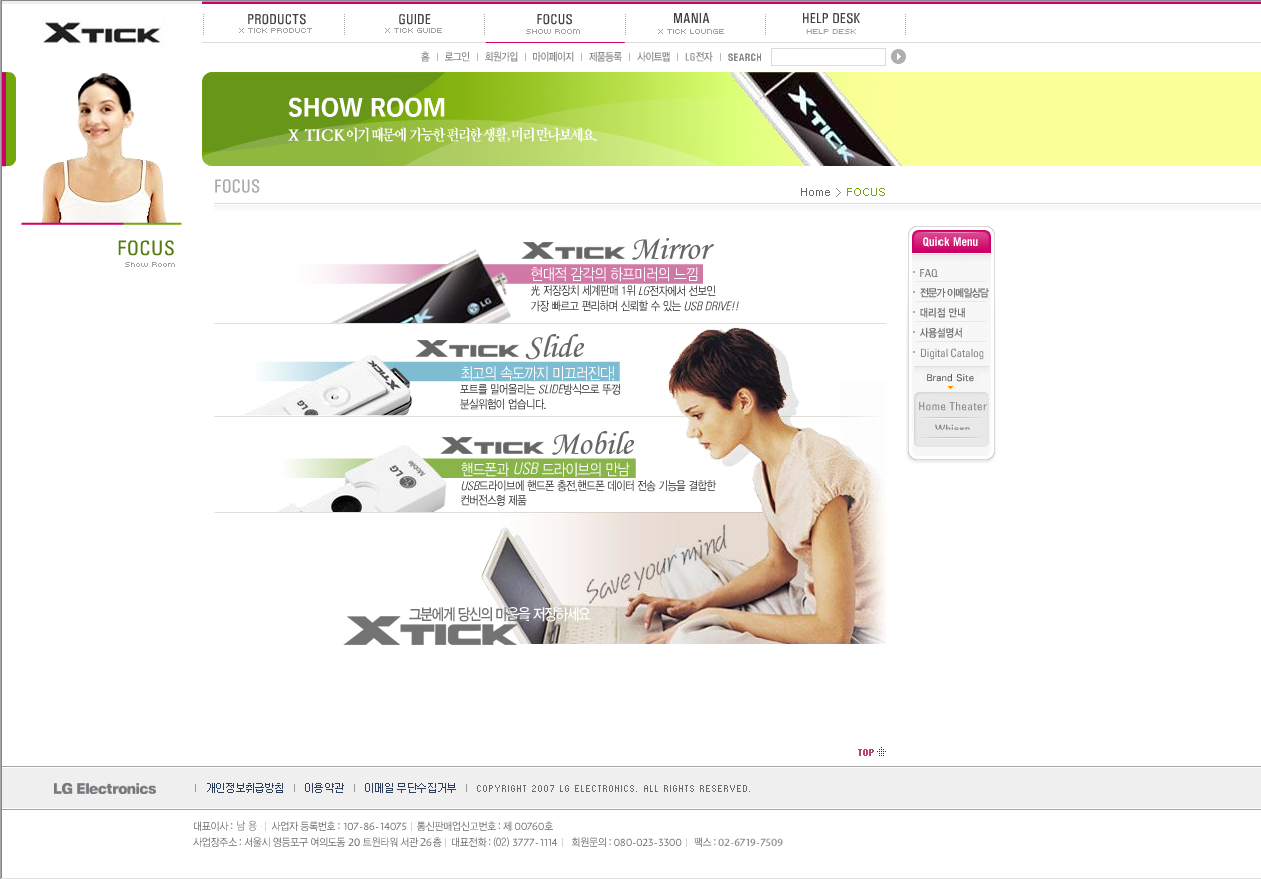 XTICK
PRODUCTS
X TICK PRODUCT
GUIDE
X TICK GUIDE
FOCUS
SHOW ROOM
MANIA
X TICK LOUNGE
HELP DESK
HELP DESK
홈 | 로그인 | 회원가입 | 마이페이지 | 제품등록 | 사이트맵 | LG전자 | SEARCH
SHOW ROOM
X TICK이기 때문에 가능한 편리한 생활, 미리 만나보세요.
FOCUS
Show Room
FOCUS
Home > FOCUS
XTICK Mirror
현대적 감각의 하프미러의 느낌
光 저장장치 세계판매 1위 LG전자에서 선보인
가장 빠르고 편리하며 신뢰할 수 있는 USB DRIVE!!
LG
XTICK Slide
최고의 속도까지 미끄러진다!
포트를 밀어올리는 SLIDE방식으로 뚜껑
분실위험이 업습니다.
XTICK
LG
XTICK Mobile
핸드폰과 USB 드라이브의 만남
USB드라이브에 핸드폰 충전,핸드폰 데이터 전송 기능을 결합한
컨버전스형 제품
Mobile
LG
Save your mind
그분에게 당신의 마음을 저장하세요
XTICK
Quick Menu
FAQ
전문가 이메일상담
대리점 안내
사용설명서
Digital Catalog
Brand Site
Home Theater
Whisen
TOP
LG Electronics | 개인정보취급방침 | 이용약관 | 이메일 무단수집거부 | COPYRIGHT 2007 LG ELECTRONICS. ALL RIGHTS RESERVED.
대표이사 : 남 용 | 사업자 등록번호 : 107-86-14075 | 통신판매업신고번호 : 제 00760호
사업장주소 : 서울시 영등포구 여의도동 20 트윈타워 서관 26층 | 대표전화 : (02) 3777-1114 | 회원문의 : 080-023-3300 | 팩스 : 02-6719-7509